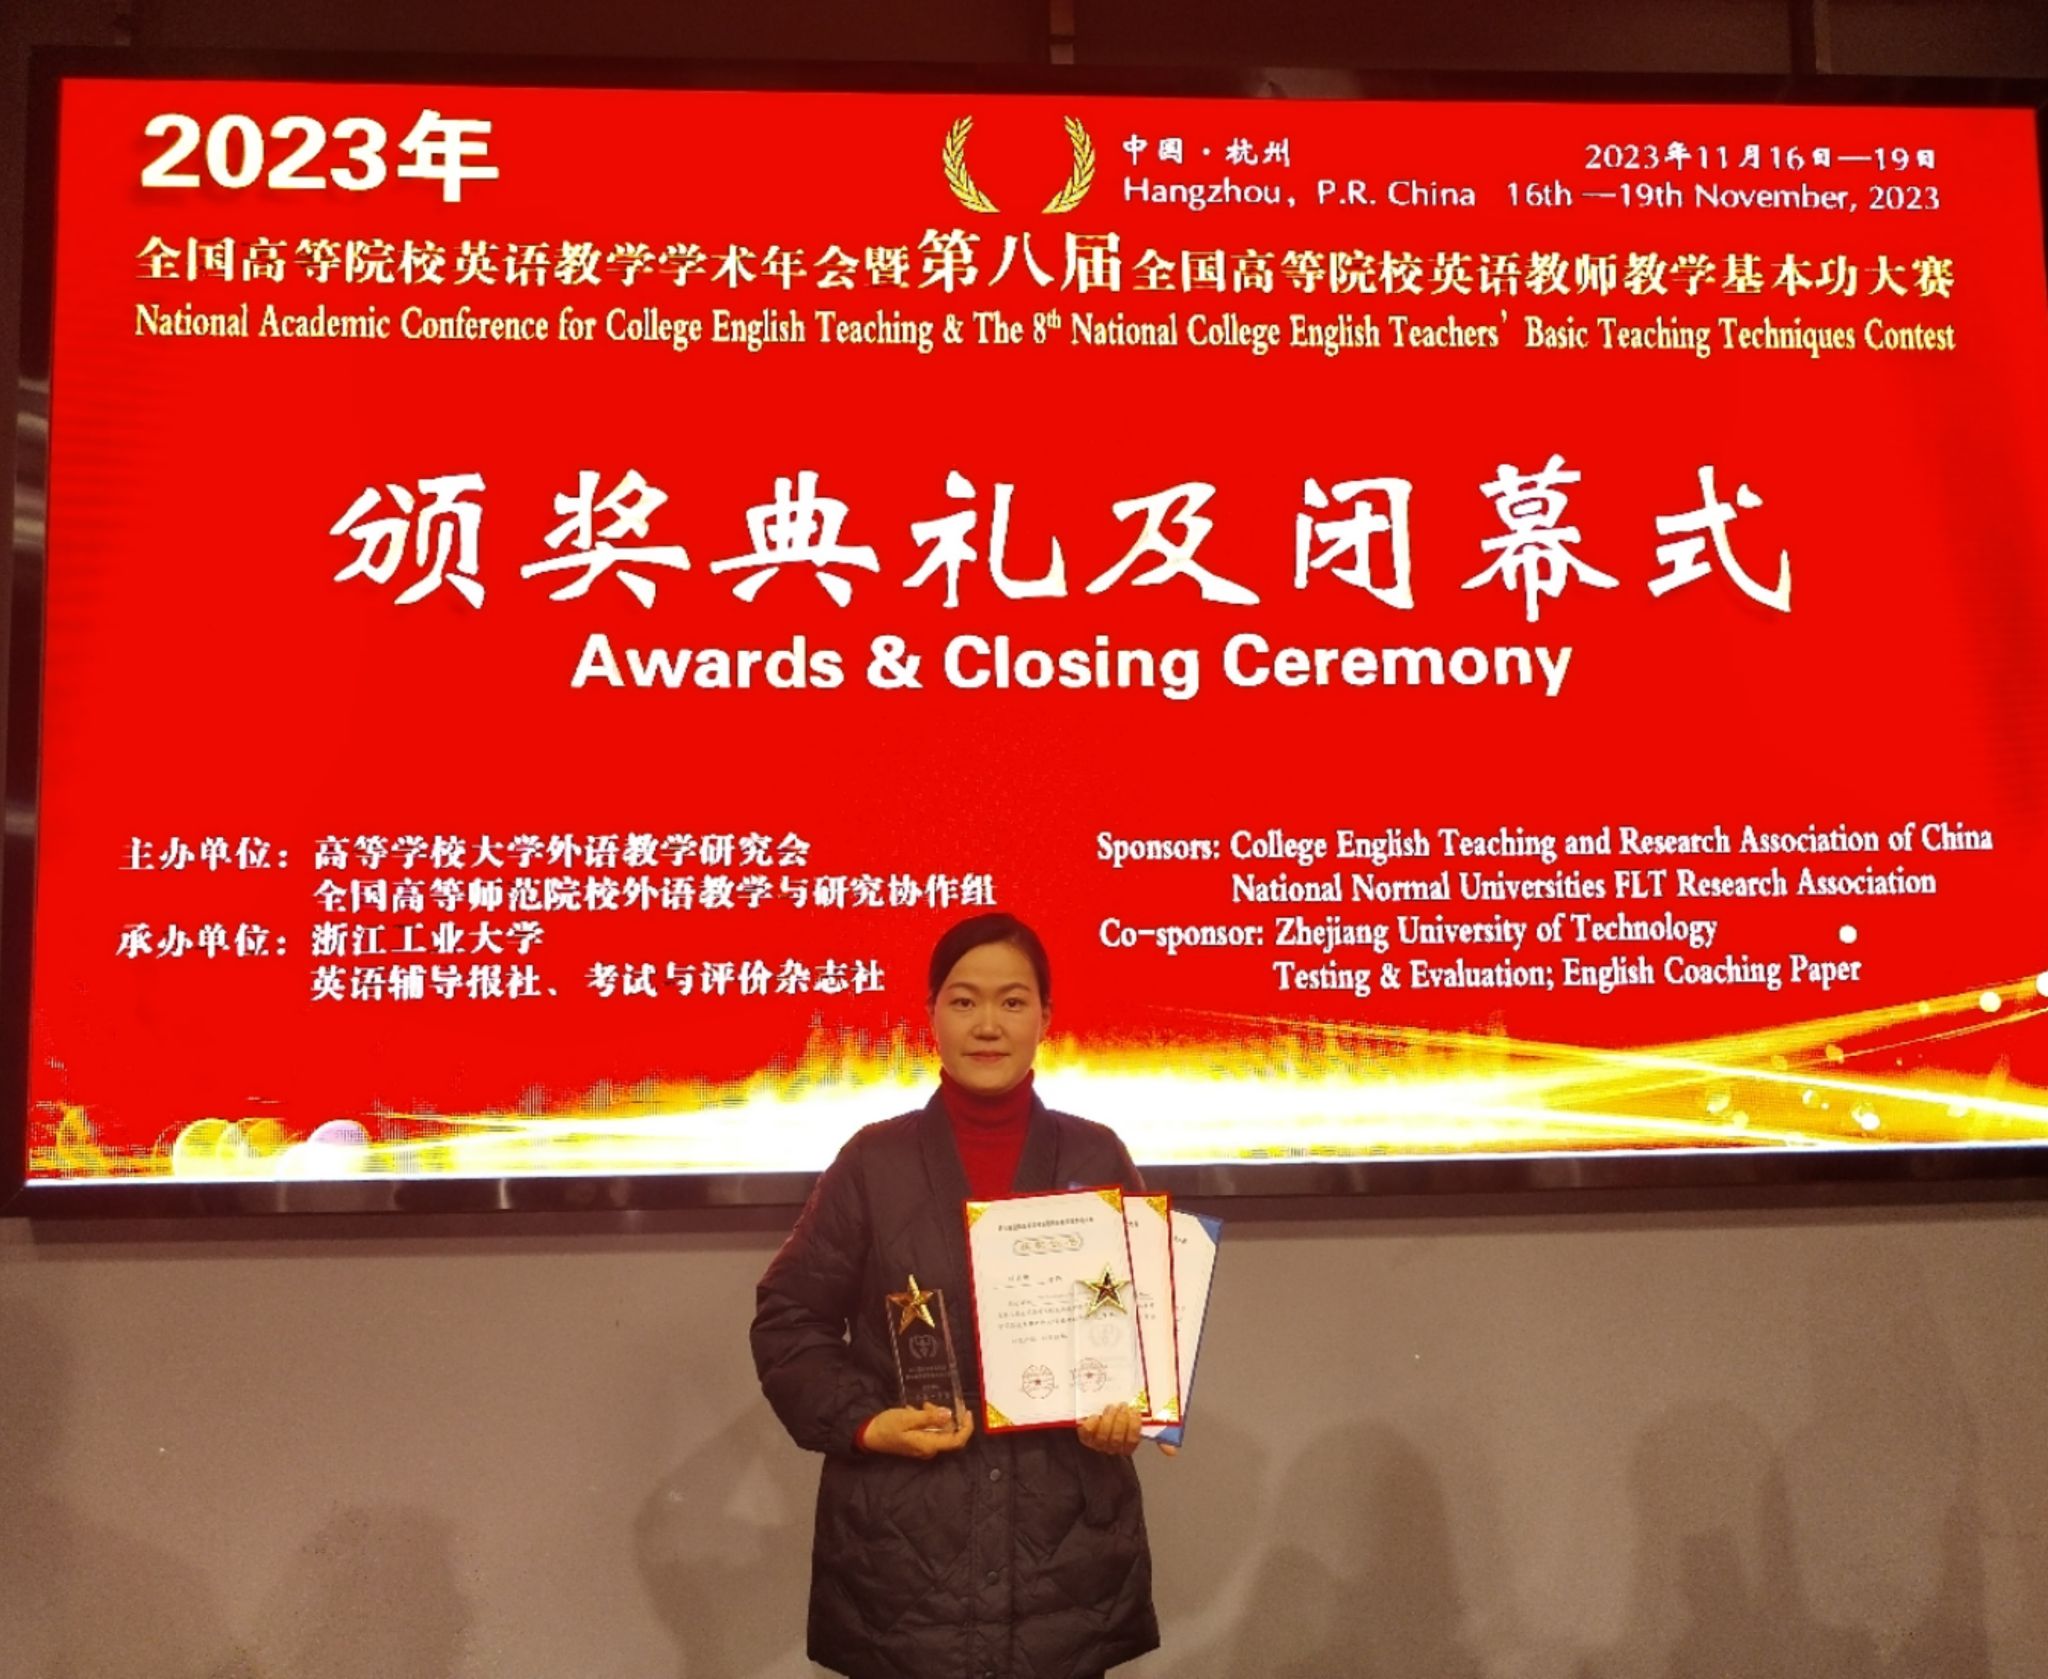 2023年
中国·杭州 2023年11月16日—19日
Hangzhou, P.R. China 16th —19th November, 2023
全国高等院校英语教学学术年会暨第八届全国高等院校英语教师教学基本功大赛
National Academic Conference for College English Teaching & The 8th National College English Teachers' Basic Teaching Techniques Contest
颁奖典礼及闭幕式
Awards & Closing Ceremony
主办单位：高等学校大学外语教学研究会
全国高等师范院校外语教学与研究协作组
承办单位：浙江工业大学
英语辅导报社、考试与评价杂志社
Sponsors: College English Teaching and Research Association of China
National Normal Universities FLT Research Association
Co-sponsor: Zhejiang University of Technology
Testing & Evaluation; English Coaching Paper